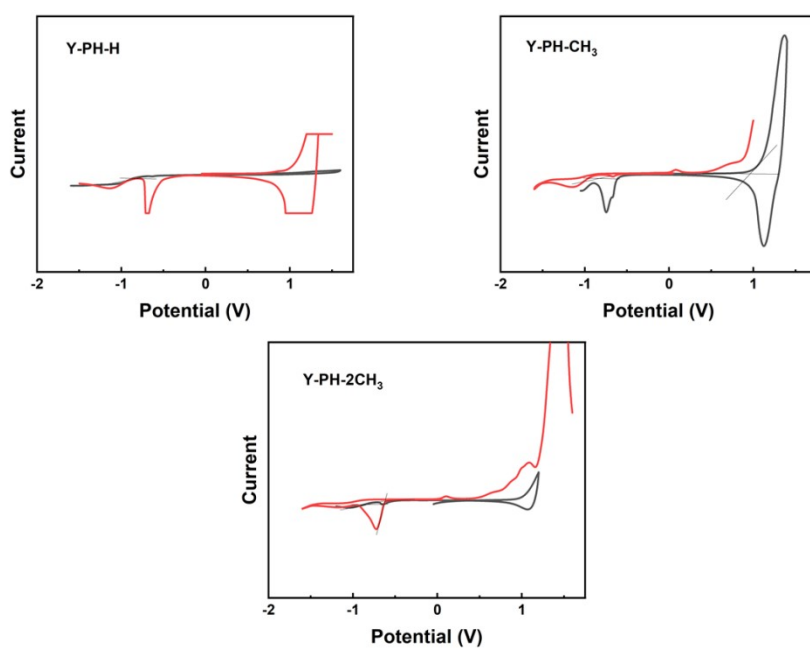 Y-PH-H
Current
-2 -1 0 1
Potential (V)
Y-PH-CH₃
Current
-2 -1 0 1
Potential (V)
Y-PH-2CH₃
Current
-2 -1 0 1
Potential (V)